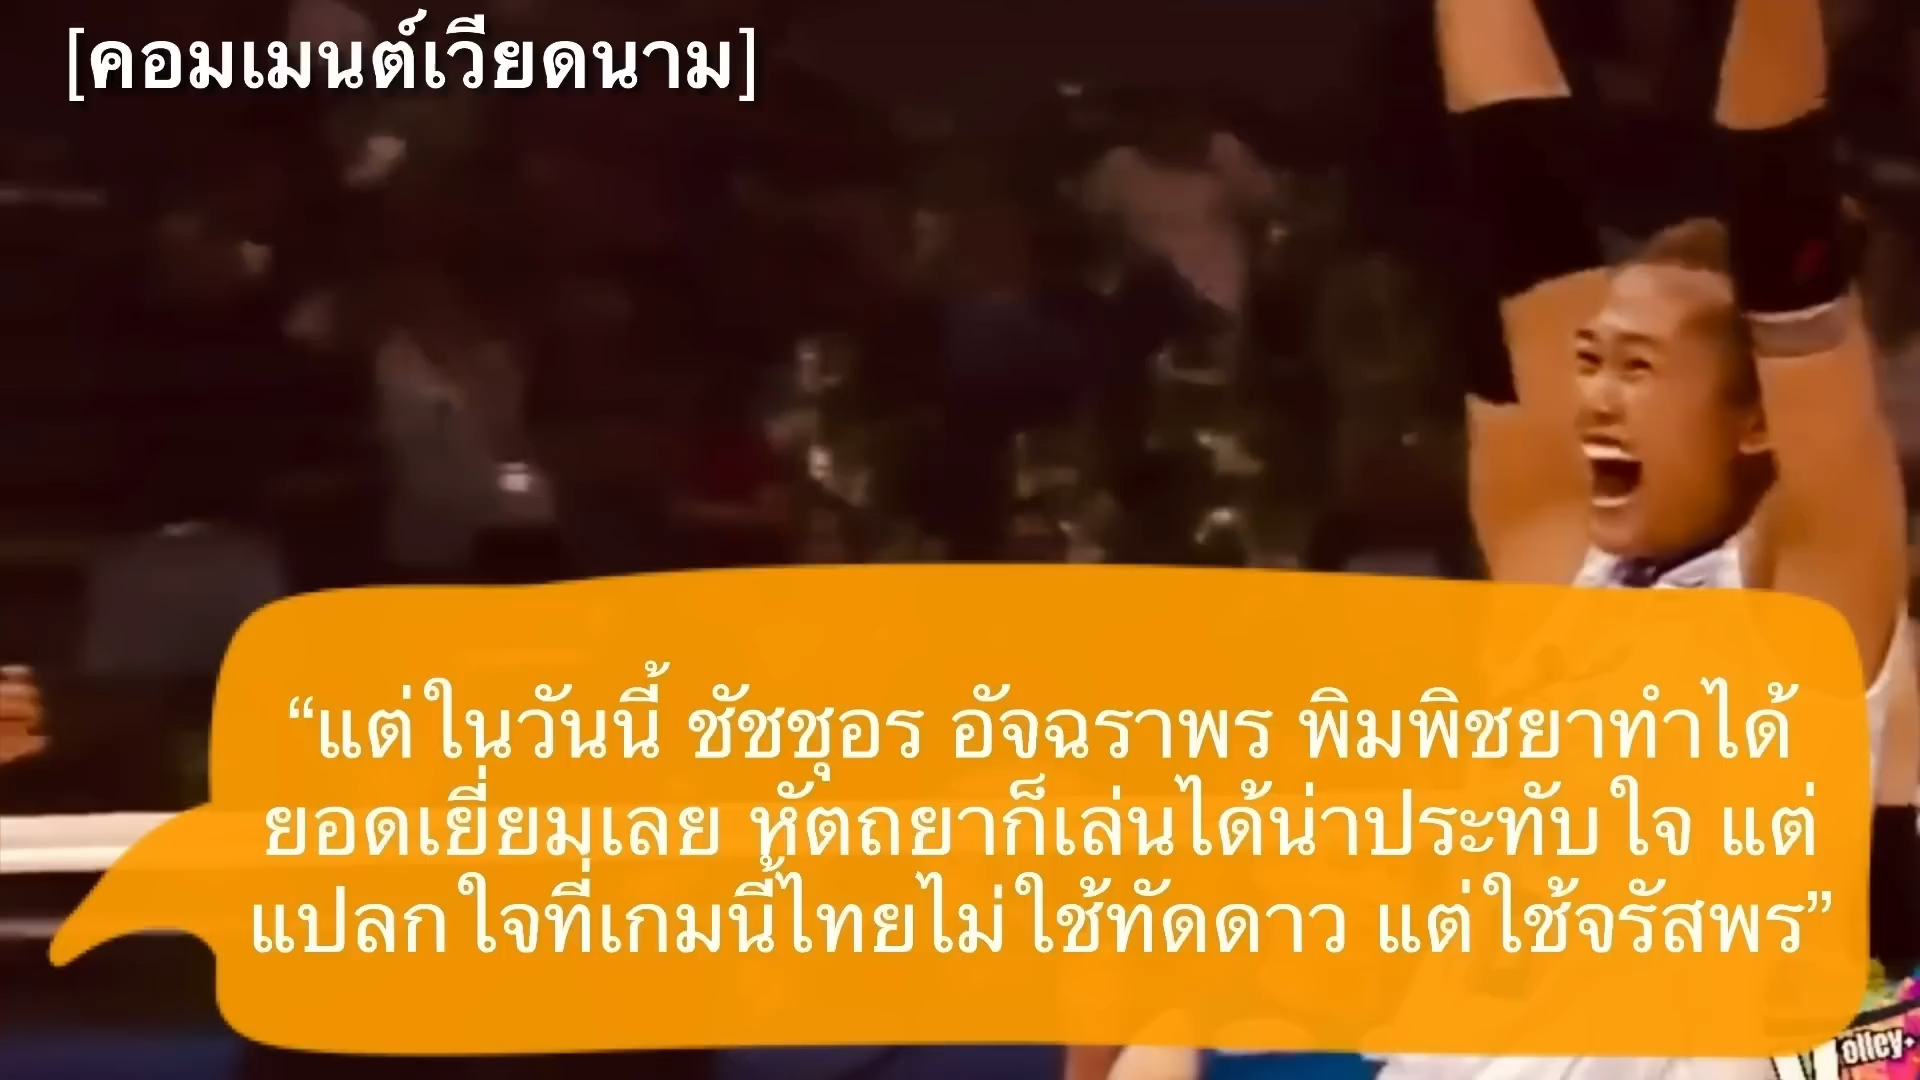 [คอมเมนต์เวียดนาม]
“แต่ในวันนี้ ชัชชุอร อัจฉราพร พิมพิชยาทำได้
ยอดเยี่ยมเลย หัตถยาก็เล่นได้น่าประทับใจ แต่
แปลกใจที่เกมนี้ไทยไม่ใช้ทัดดาว แต่ใช้จรัสพร”
Volley+